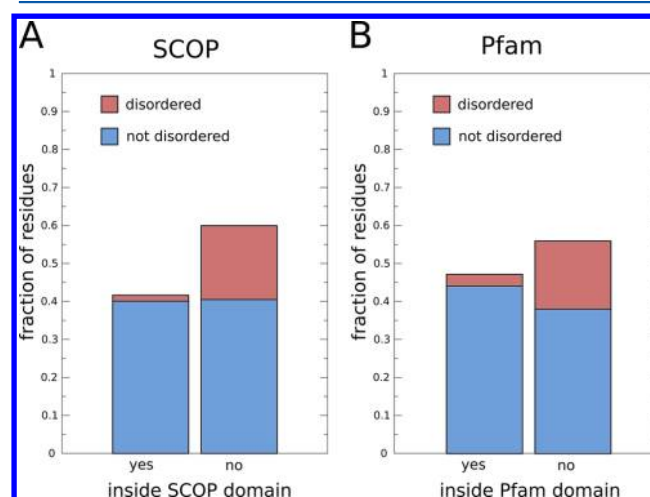 A
SCOP
disordered
not disordered
fraction of residues
1
0.9
0.8
0.7
0.6
0.5
0.4
0.3
0.2
0.1
0
yes
no
inside SCOP domain
B
Pfam
disordered
not disordered
fraction of residues
1
0.9
0.8
0.7
0.6
0.5
0.4
0.3
0.2
0.1
0
yes
no
inside Pfam domain